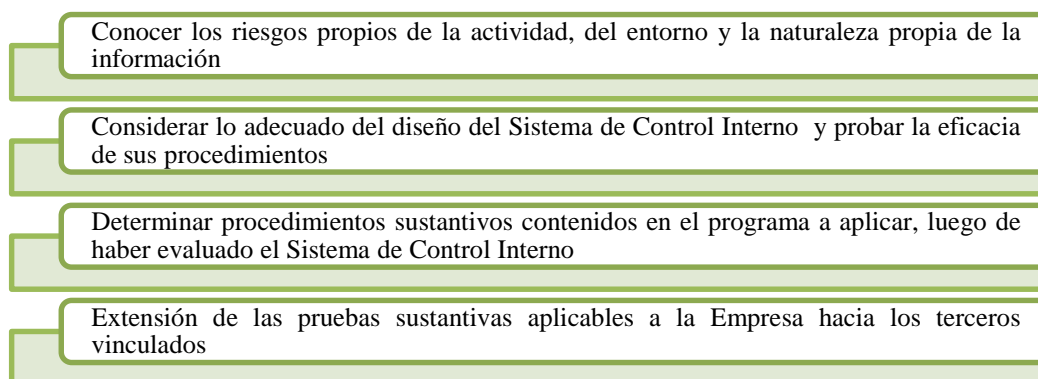 Conocer los riesgos propios de la actividad, del entorno y la naturaleza propia de la
información
Considerar lo adecuado del diseño del Sistema de Control Interno y probar la eficacia
de sus procedimientos
Determinar procedimientos sustantivos contenidos en el programa a aplicar, luego de
haber evaluado el Sistema de Control Interno
Extensión de las pruebas sustantivas aplicables a la Empresa hacia los terceros
vinculados